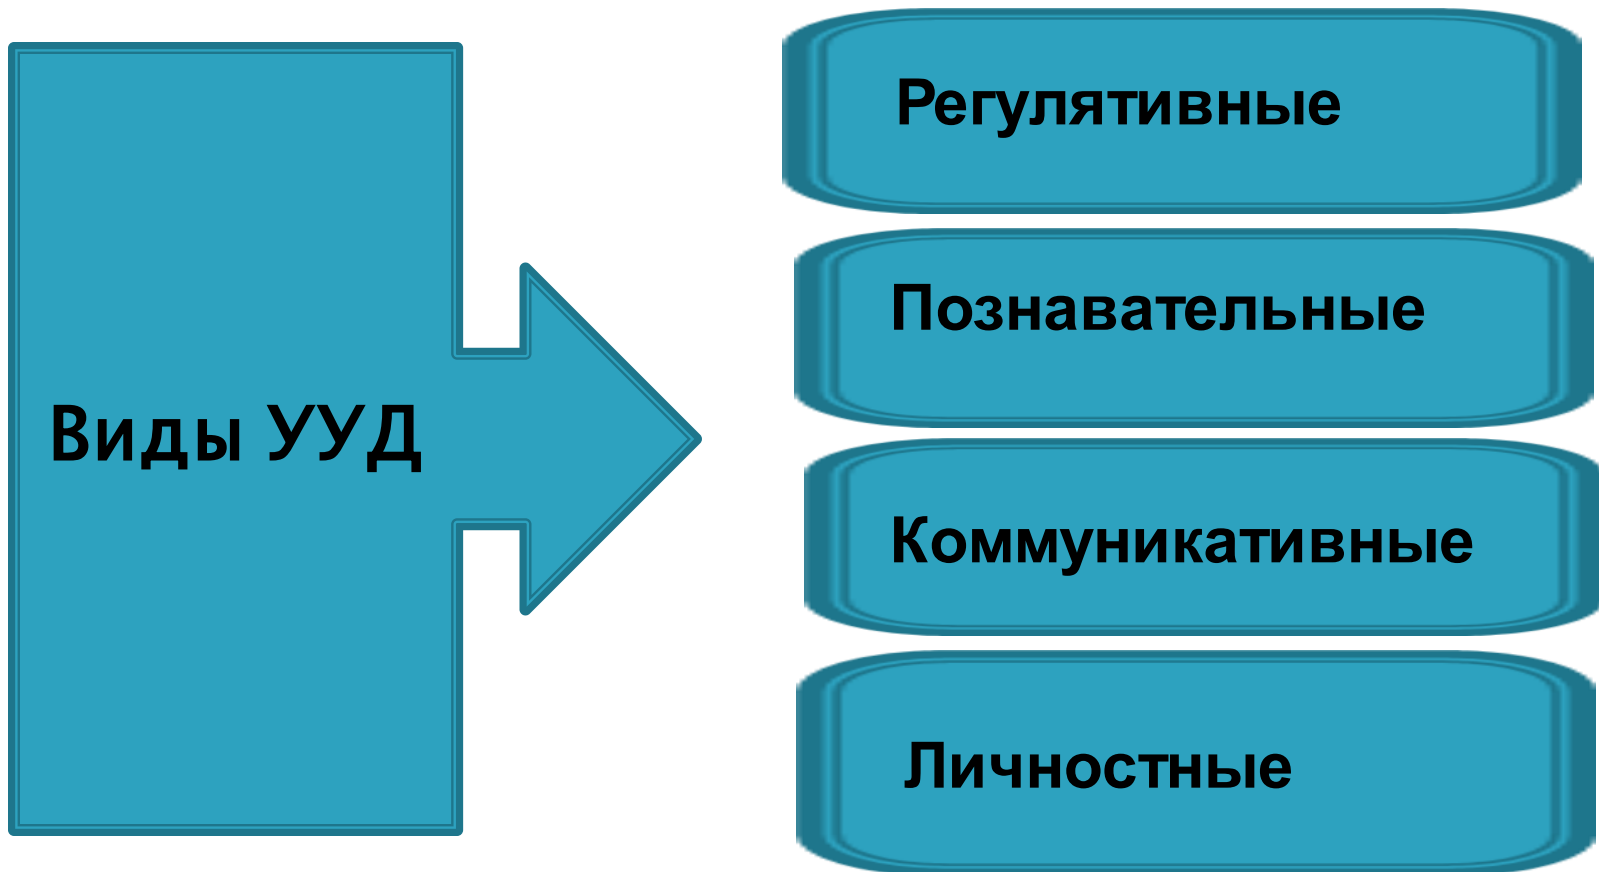 Виды УУД
Регулятивные
Познавательные
Коммуникативные
Личностные